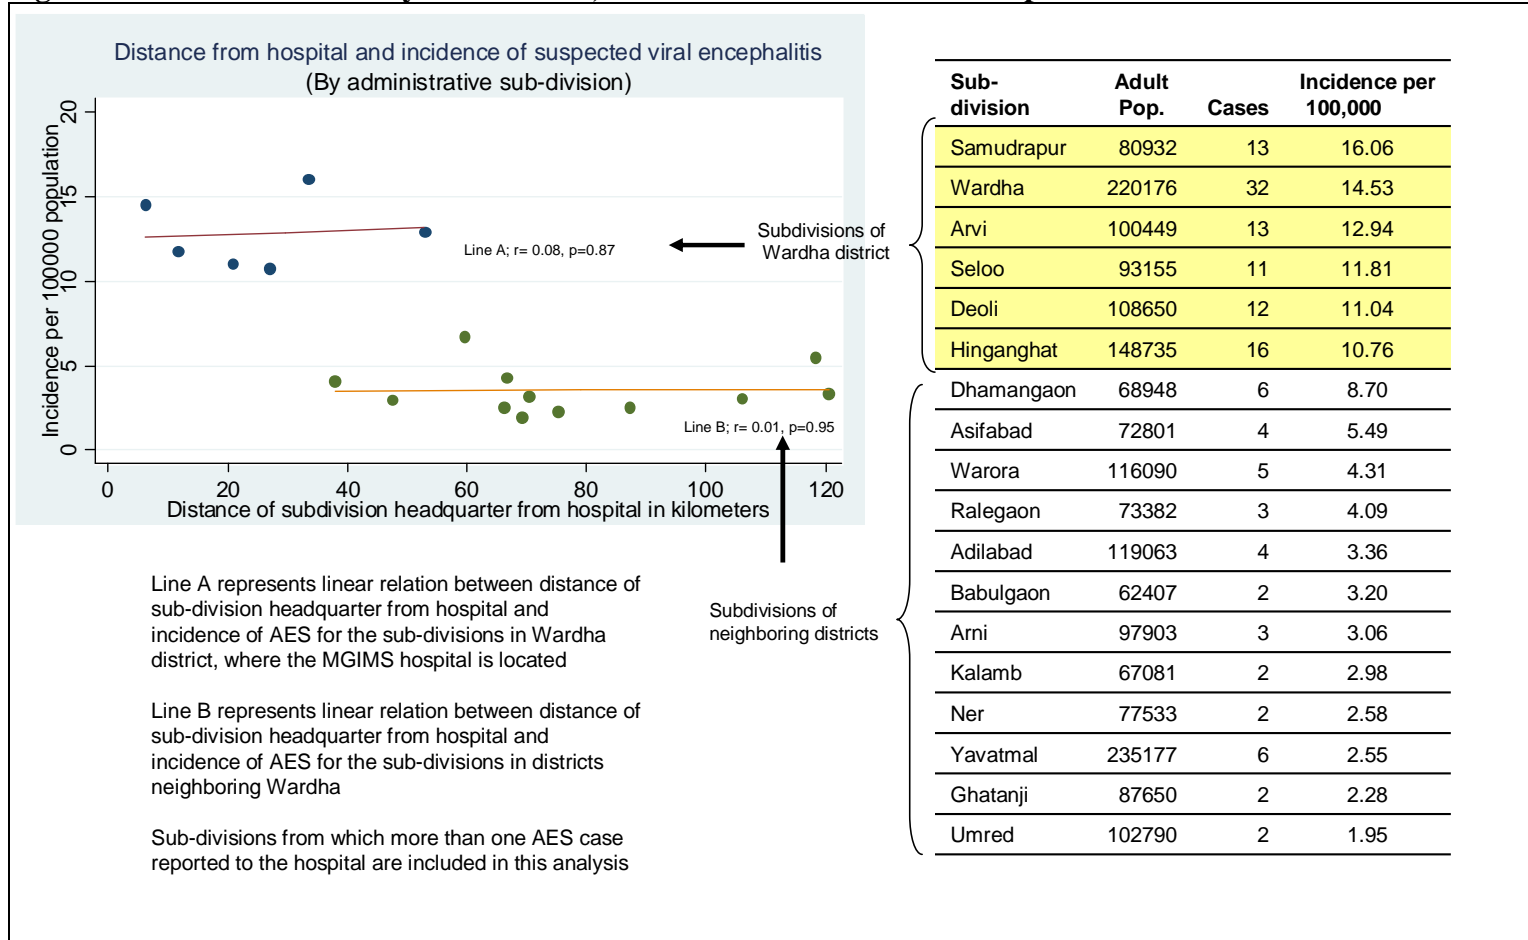 Distance from hospital and incidence of suspected viral encephalitis
(By administrative sub-division)
Incidence per 100000 population
20
15
10
5
0
Line A; r= 0.08, p=0.87
Line B; r= 0.01, p=0.95
0 20 40 60 80 100 120
Distance of subdivision headquarter from hospital in kilometers
Subdivisions of
Wardha district
Subdivisions of
neighboring districts
Line A represents linear relation between distance of
sub-division headquarter from hospital and
incidence of AES for the sub-divisions in Wardha
district, where the MGIMS hospital is located
Line B represents linear relation between distance of
sub-division headquarter from hospital and
incidence of AES for the sub-divisions in districts
neighboring Wardha
Sub-divisions from which more than one AES case
reported to the hospital are included in this analysis
Sub- Adult Incidence per
division Pop. Cases 100,000
Samudrapur 80932 13 16.06
Wardha 220176 32 14.53
Arvi 100449 13 12.94
Seloo 93155 11 11.81
Deoli 108650 12 11.04
Hinganghat 148735 16 10.76
Dhamangaon 68948 6 8.70
Asifabad 72801 4 5.49
Warora 116090 5 4.31
Ralegaon 73382 3 4.09
Adilabad 119063 4 3.36
Babulgaon 62407 2 3.20
Arni 97903 3 3.06
Kalamb 67081 2 2.98
Ner 77533 2 2.58
Yavatmal 235177 6 2.55
Ghatanji 87650 2 2.28
Umred 102790 2 1.95